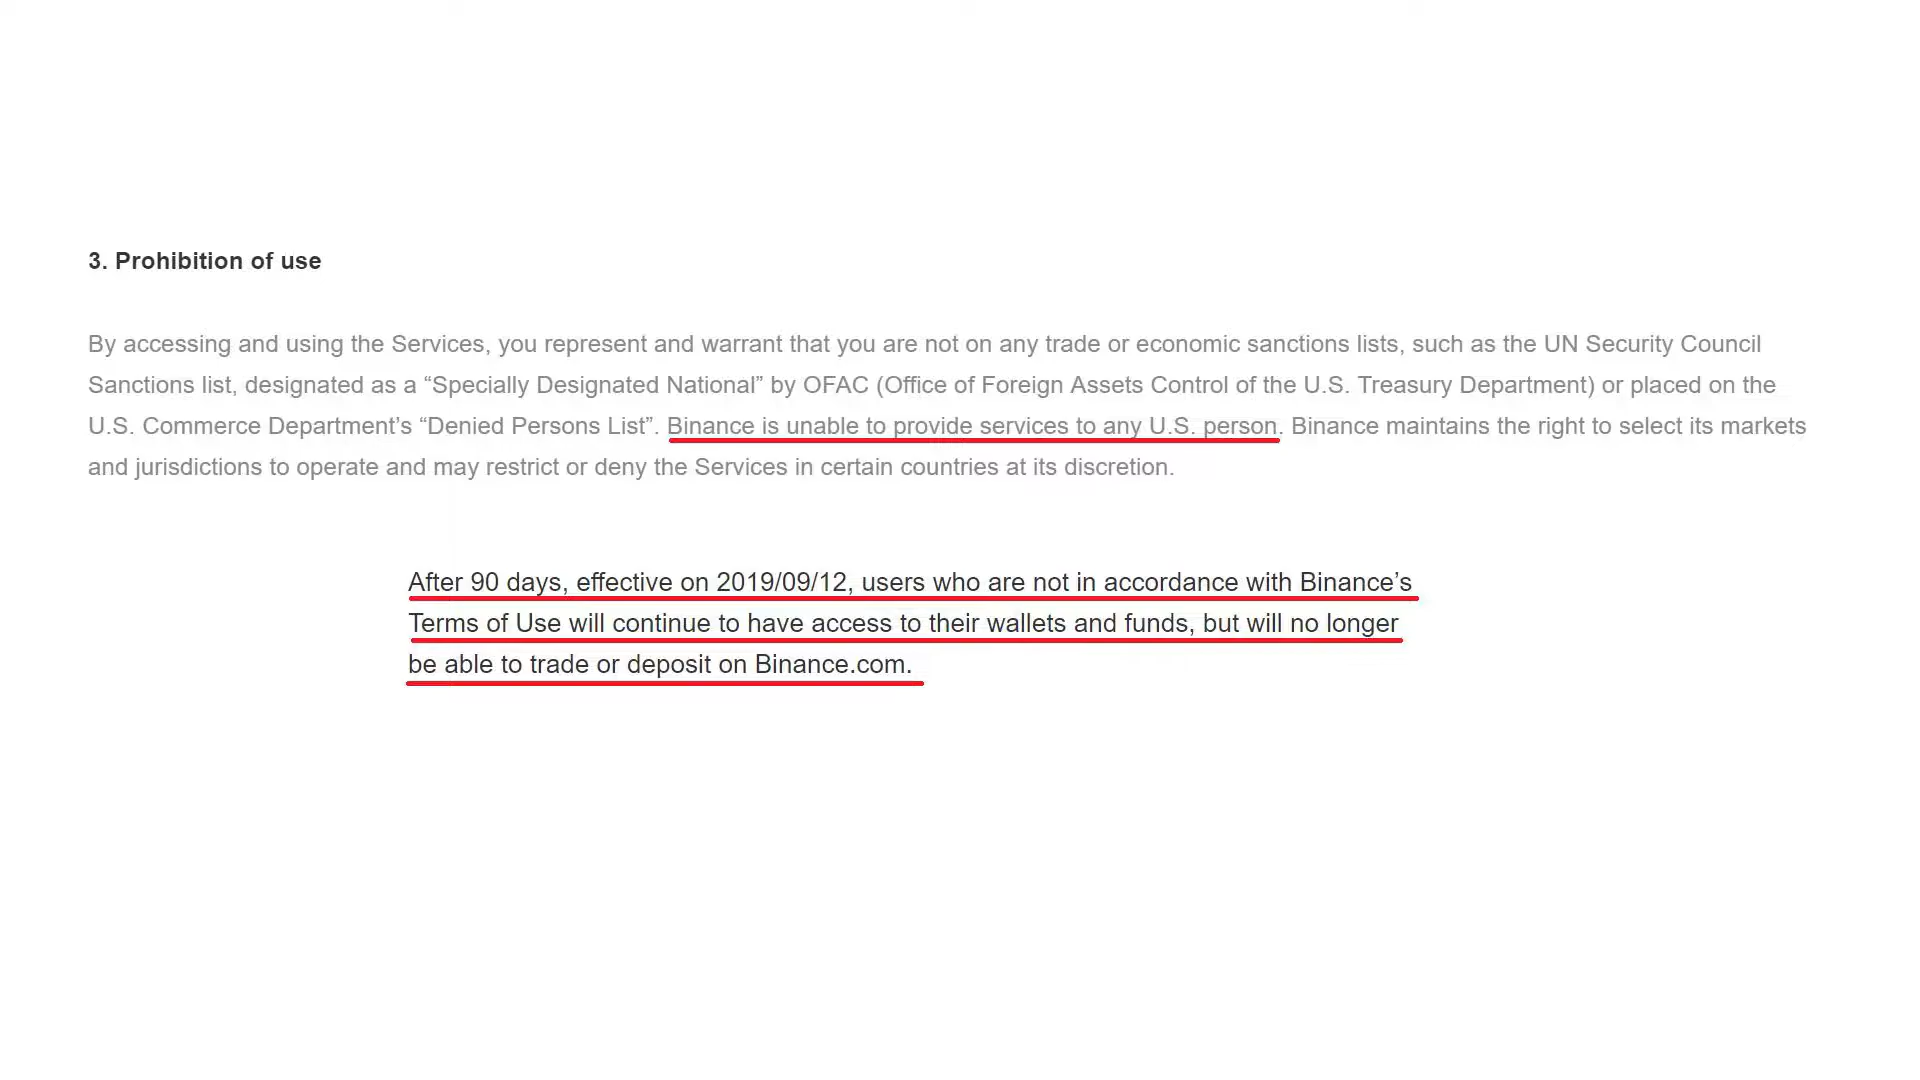 3. Prohibition of use
By accessing and using the Services, you represent and warrant that you are not on any trade or economic sanctions lists, such as the UN Security Council
Sanctions list, designated as a “Specially Designated National” by OFAC (Office of Foreign Assets Control of the U.S. Treasury Department) or placed on the
U.S. Commerce Department’s “Denied Persons List”. Binance is unable to provide services to any U.S. person. Binance maintains the right to select its markets
and jurisdictions to operate and may restrict or deny the Services in certain countries at its discretion.
After 90 days, effective on 2019/09/12, users who are not in accordance with Binance’s
Terms of Use will continue to have access to their wallets and funds, but will no longer
be able to trade or deposit on Binance.com.